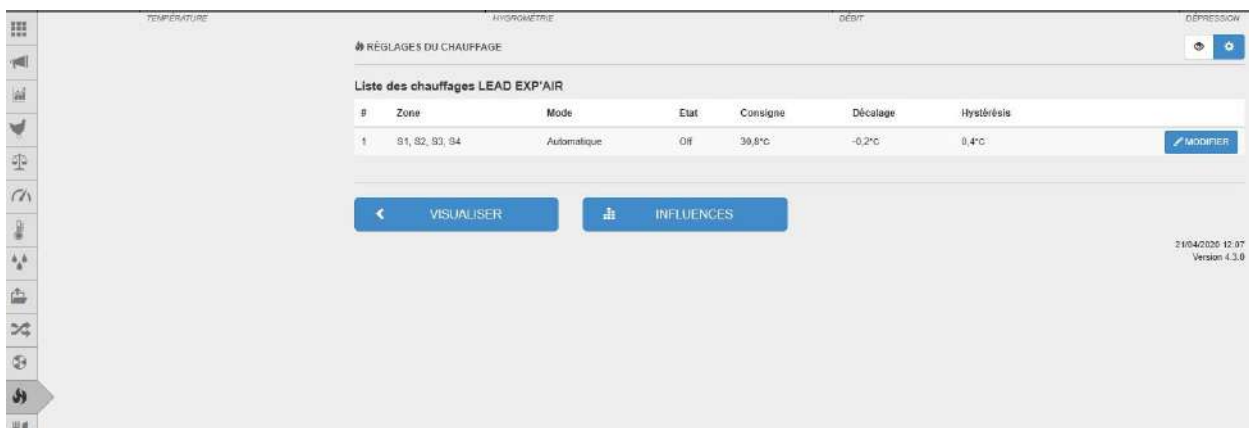 TEMPÉRATURE HYGROMÉTRIE DÉBIT DÉPRESSION
RÉGLAGES DU CHAUFFAGE
Liste des chauffages LEAD EXP'AIR
# Zone Mode Etat Consigne Décalage Hystérésis
1 S1, S2, S3, S4 Automatique Off 30,8°C -0,2°C 0,4°C MODIFIER
VISUALISER INFLUENCES
21/04/2020 12:07
Version 4.3.0